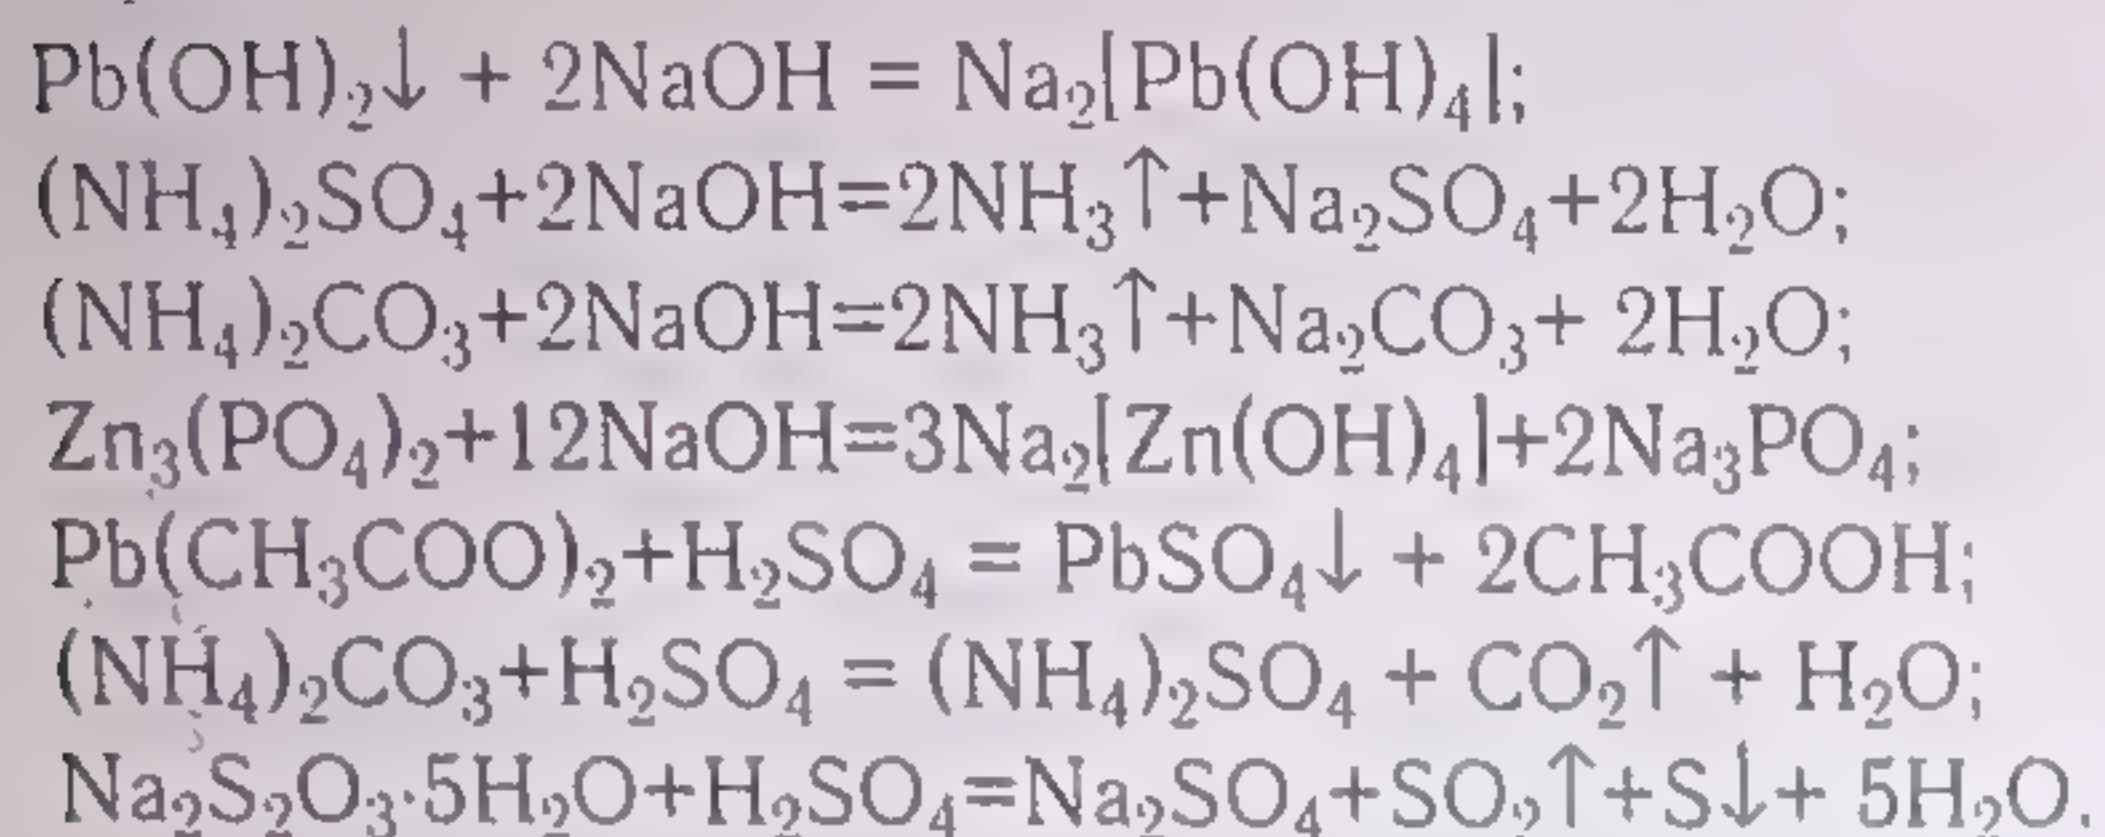 Pb(OH)₂↓ + 2NaOH = Na₂[Pb(OH)₄];
(NH₄)₂SO₄+2NaOH=2NH₃↑+Na₂SO₄+2H₂O;
(NH₄)₂CO₃+2NaOH=2NH₃↑+Na₂CO₃+ 2H₂O;
Zn₃(PO₄)₂+12NaOH=3Na₂[Zn(OH)₄]+2Na₃PO₄;
Pb(CH₃COO)₂+H₂SO₄ = PbSO₄↓ + 2CH₃COOH;
(NH₄)₂CO₃+H₂SO₄ = (NH₄)₂SO₄ + CO₂↑ + H₂O;
Na₂S₂O₃·5H₂O+H₂SO₄=Na₂SO₄+SO₂↑+S↓+ 5H₂O.